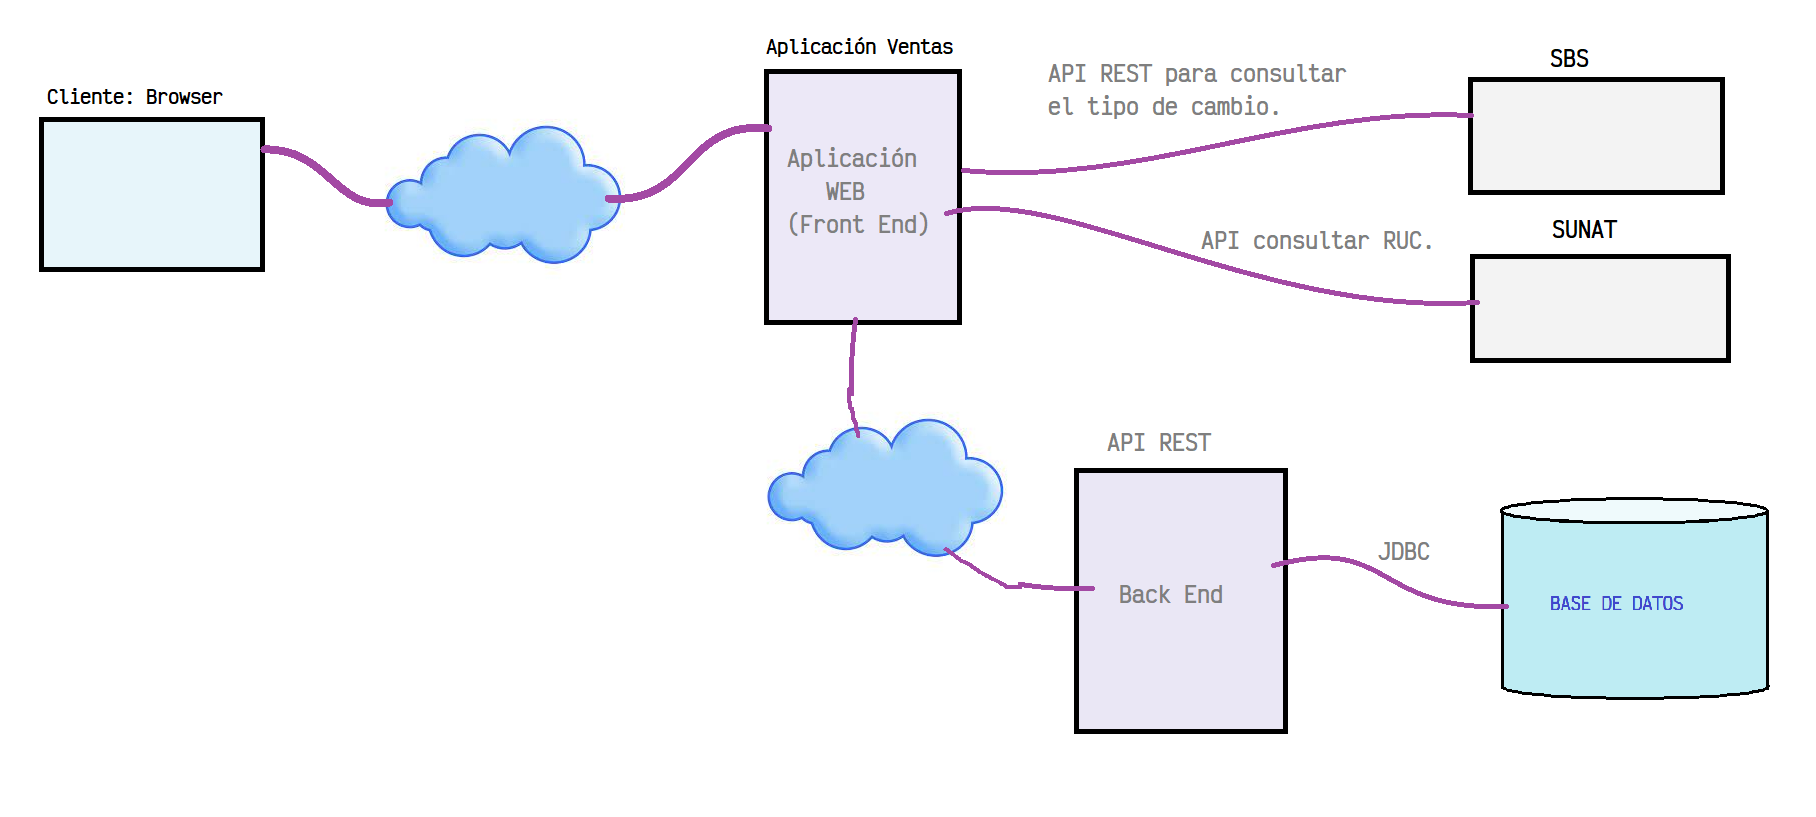 Aplicación Ventas
Cliente: Browser
Aplicación
WEB
(Front End)
API REST para consultar
el tipo de cambio.
SBS
API consultar RUC.
SUNAT
API REST
Back End
JDBC
BASE DE DATOS